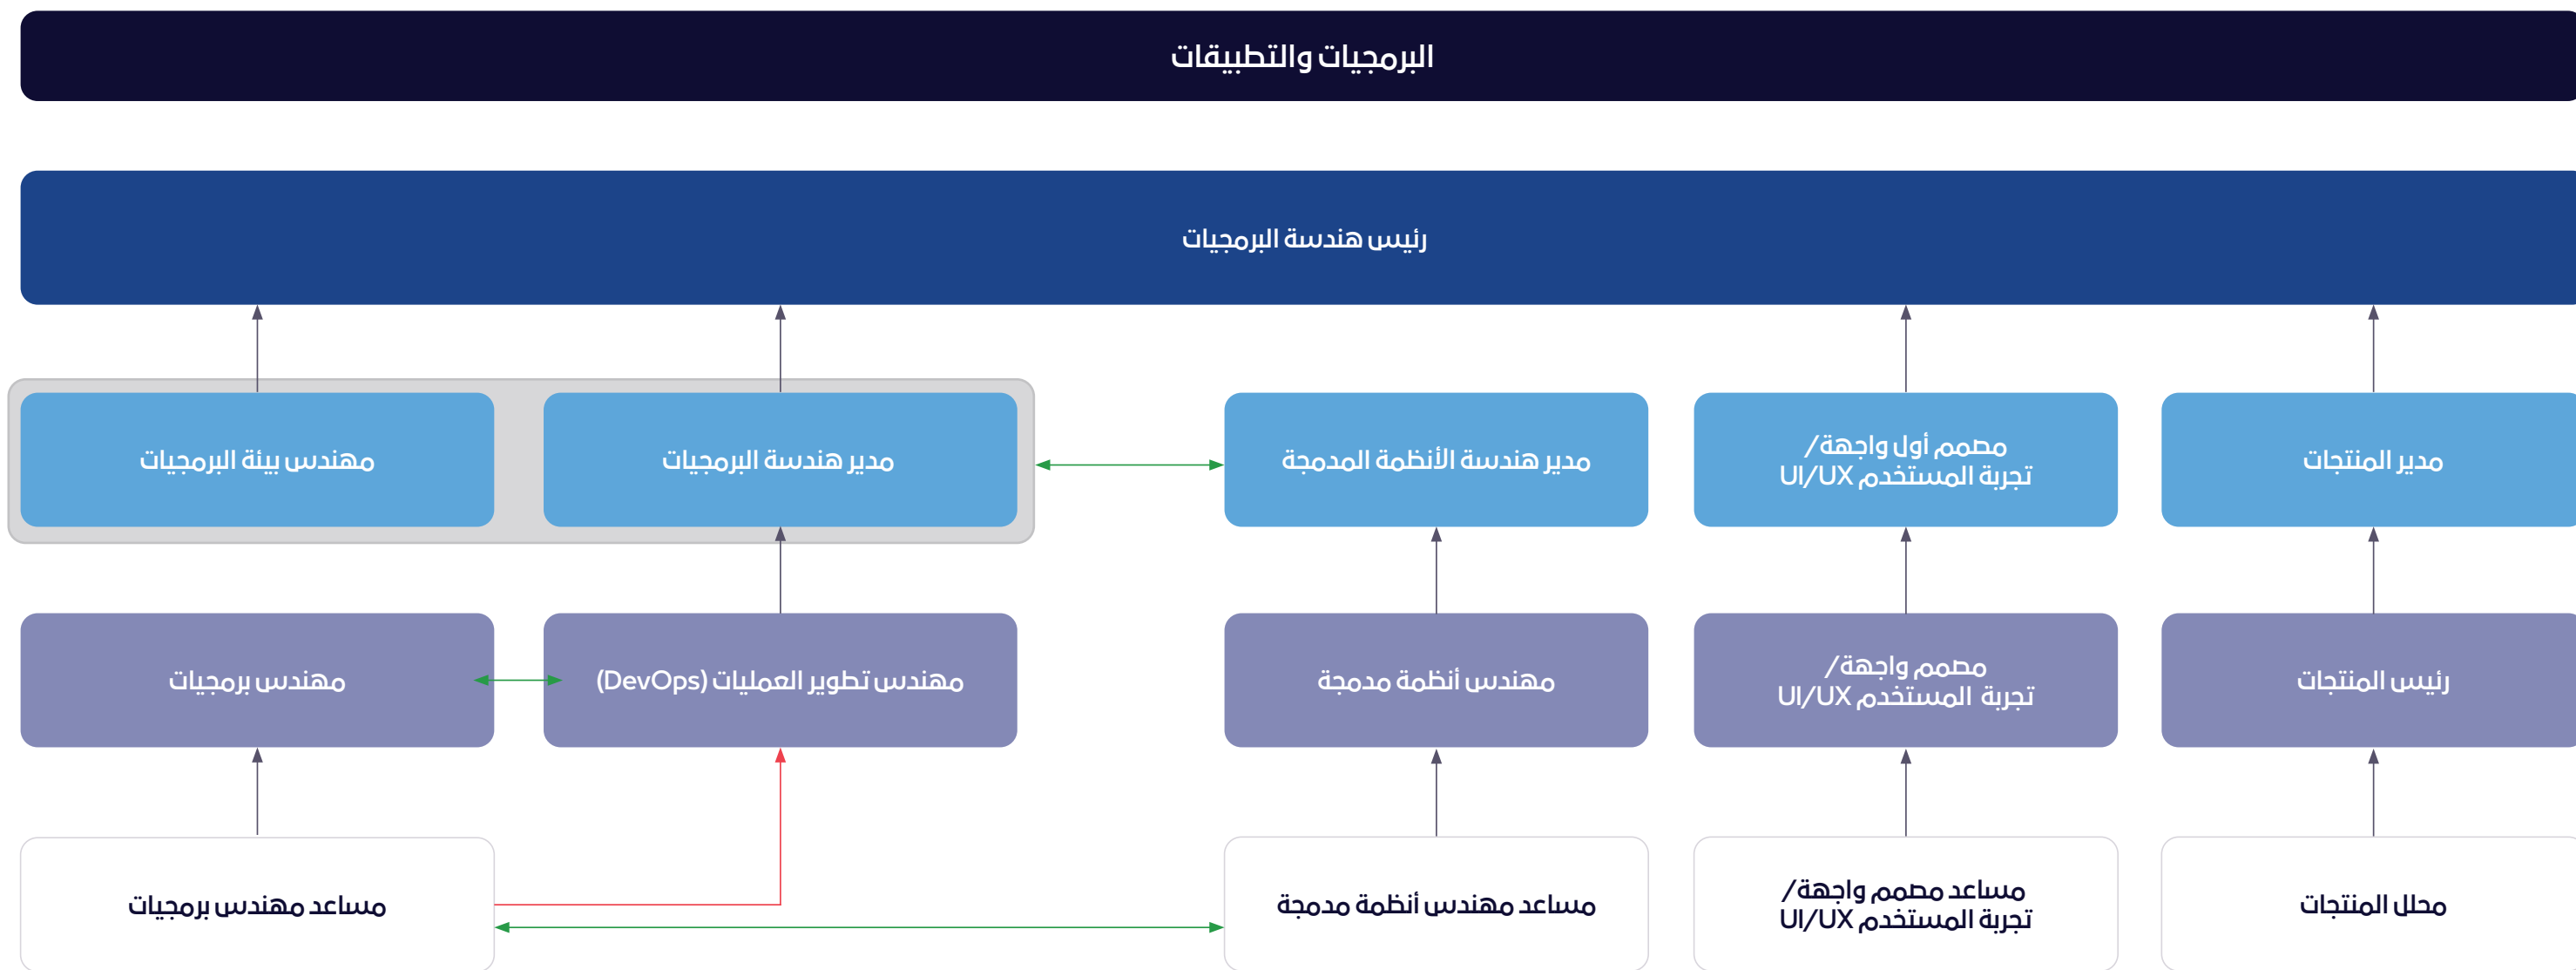 البرمجيات والتطبيقات
رئيس هندسة البرمجيات
مدير المنتجات
مصمم أول واجهة/
تجربة المستخدم UI/UX
مدير هندسة الأنظمة المدمجة
مدير هندسة البرمجيات
مهندس بيئة البرمجيات
رئيس المنتجات
مصمم واجهة/
تجربة المستخدم UI/UX
مهندس أنظمة مدمجة
مهندس تطوير العمليات (DevOps)
مهندس برمجيات
محلل المنتجات
مساعد مصمم واجهة/
تجربة المستخدم UI/UX
مساعد مهندس أنظمة مدمجة
مساعد مهندس برمجيات